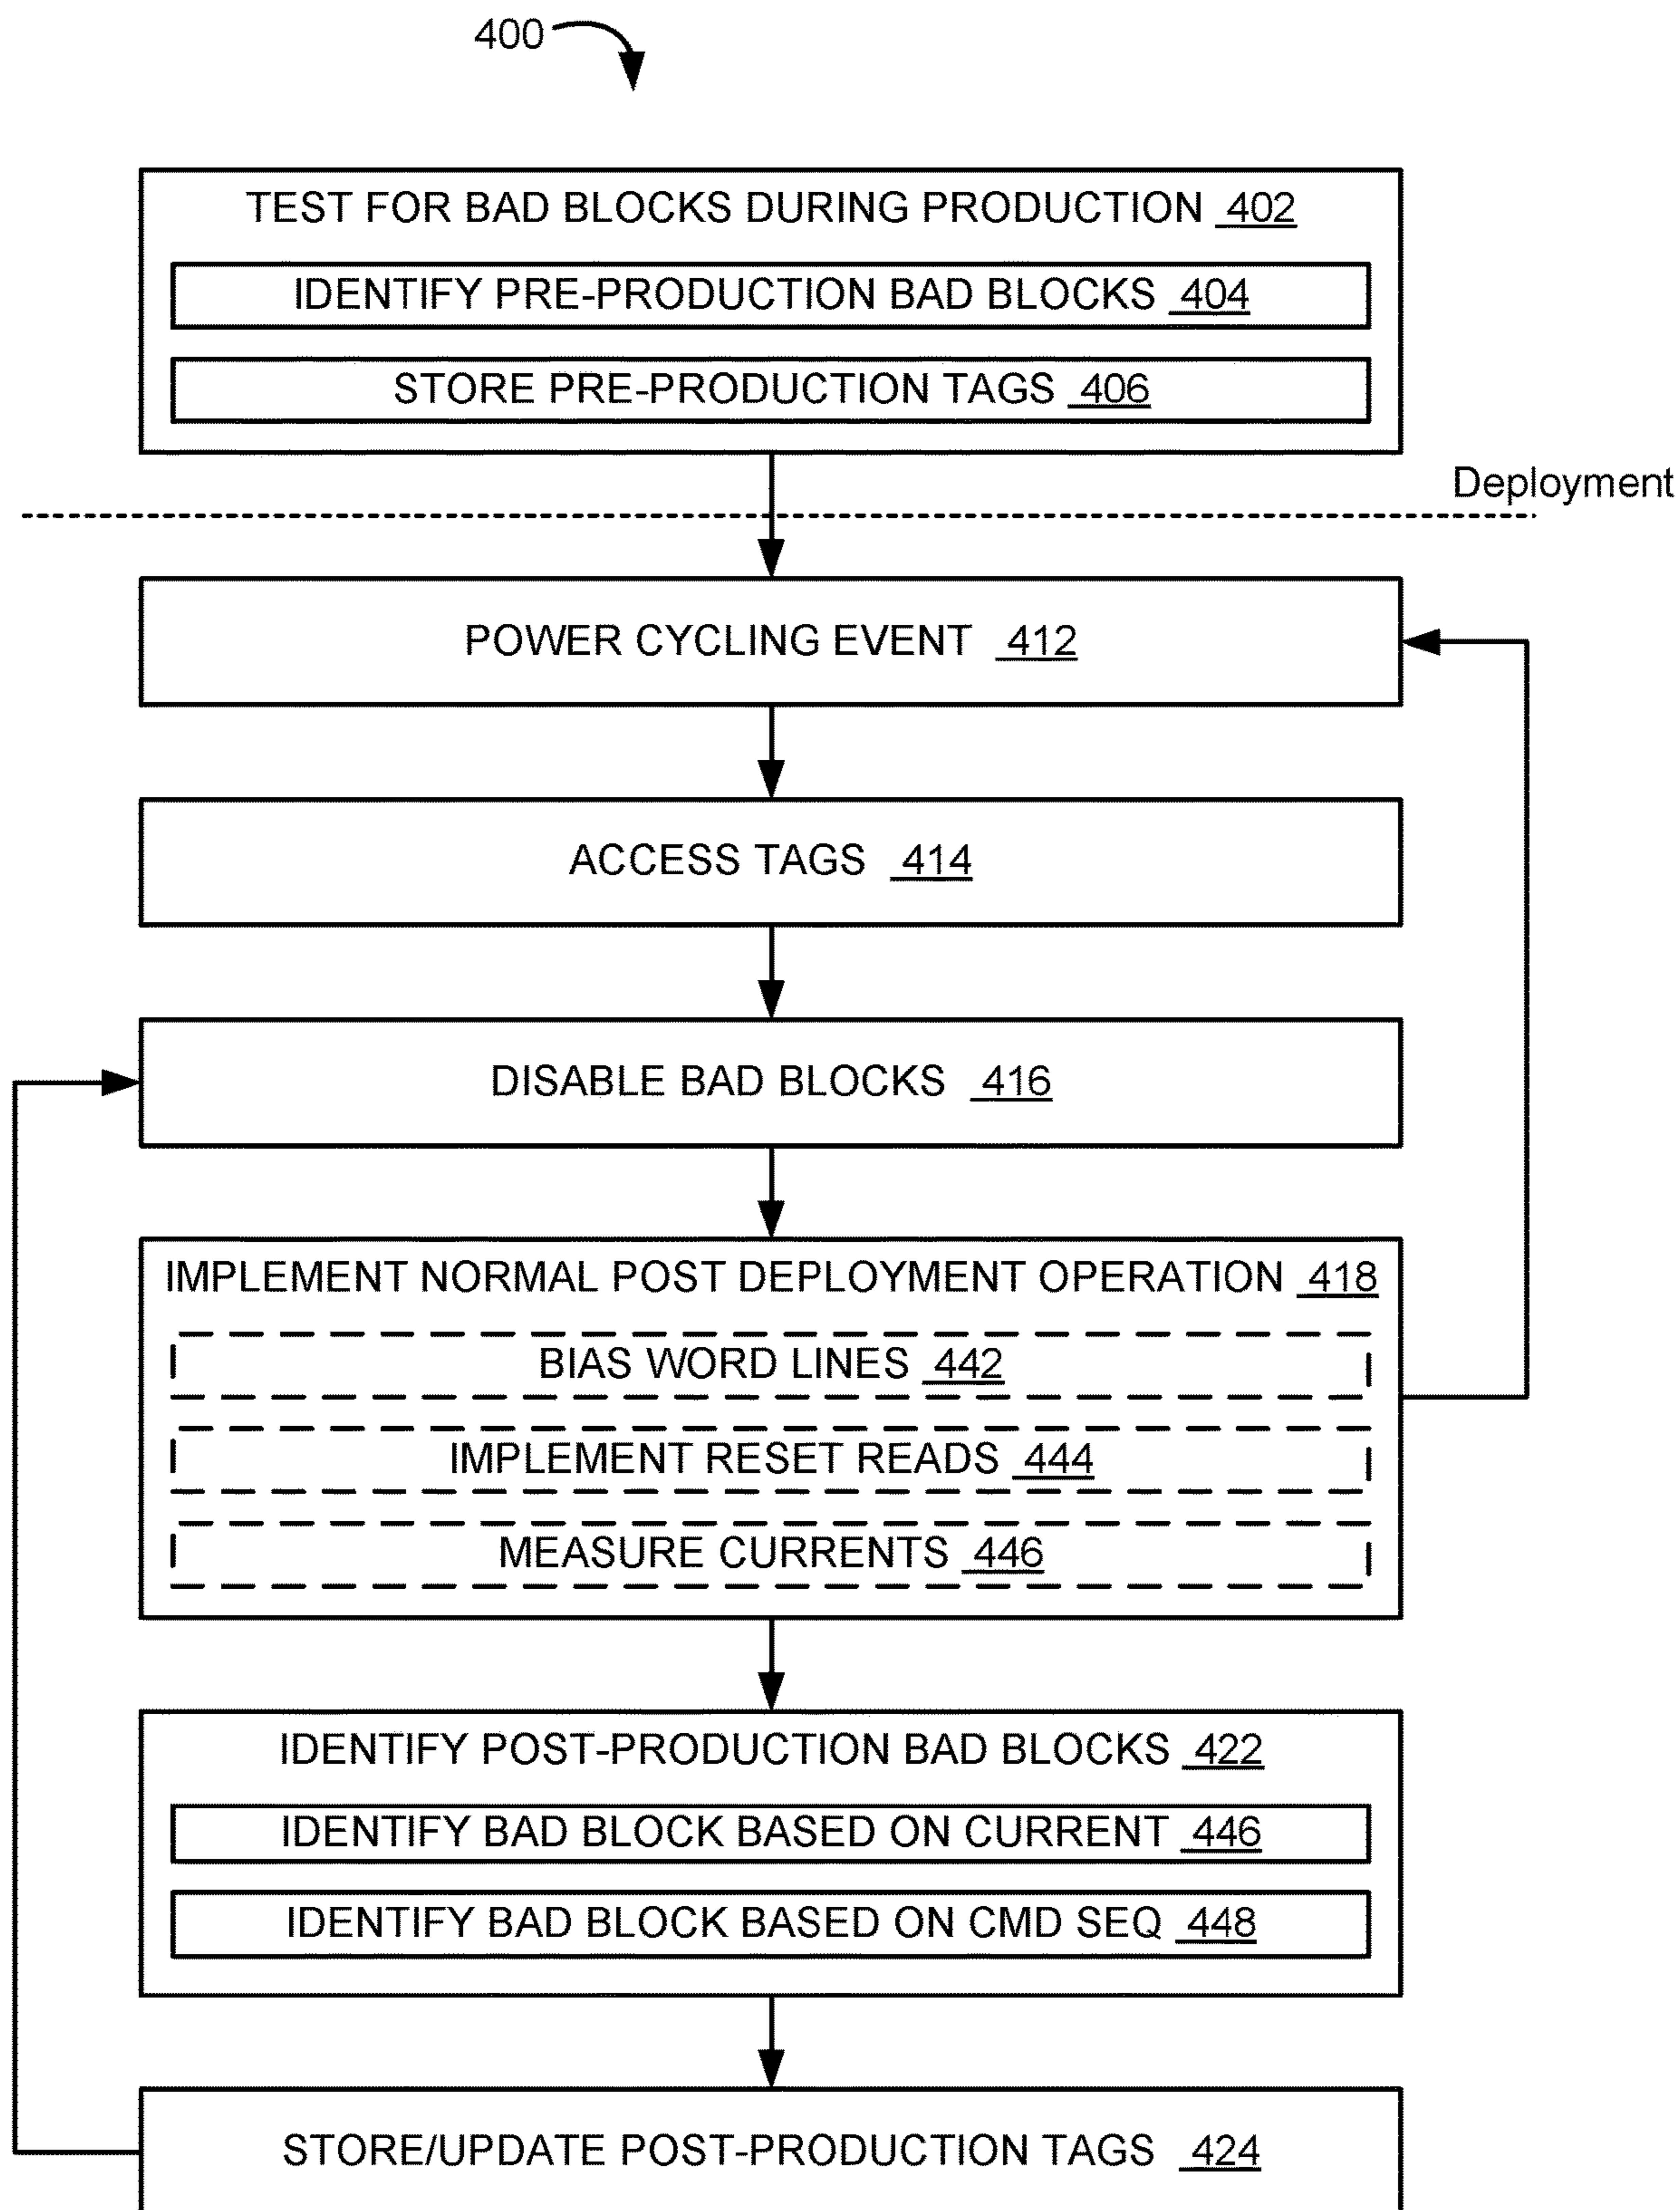 400
TEST FOR BAD BLOCKS DURING PRODUCTION 402
IDENTIFY PRE-PRODUCTION BAD BLOCKS 404
STORE PRE-PRODUCTION TAGS 406
Deployment
POWER CYCLING EVENT 412
ACCESS TAGS 414
DISABLE BAD BLOCKS 416
IMPLEMENT NORMAL POST DEPLOYMENT OPERATION 418
BIAS WORD LINES 442
IMPLEMENT RESET READS 444
MEASURE CURRENTS 446
IDENTIFY POST-PRODUCTION BAD BLOCKS 422
IDENTIFY BAD BLOCK BASED ON CURRENT 446
IDENTIFY BAD BLOCK BASED ON CMD SEQ 448
STORE/UPDATE POST-PRODUCTION TAGS 424